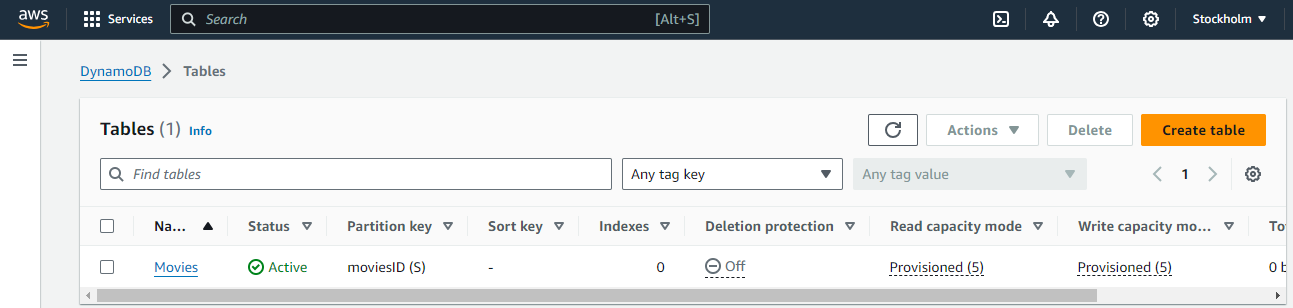 aws Services Search [Alt+S] Stockholm
DynamoDB Tables
Tables (1) Info Actions Delete Create table
Find tables Any tag key Any tag value 1
Na... Status Partition key Sort key Indexes Deletion protection Read capacity mode Write capacity mo...
Movies Active moviesID (S) - 0 Off Provisioned (5) Provisioned (5) 0 b